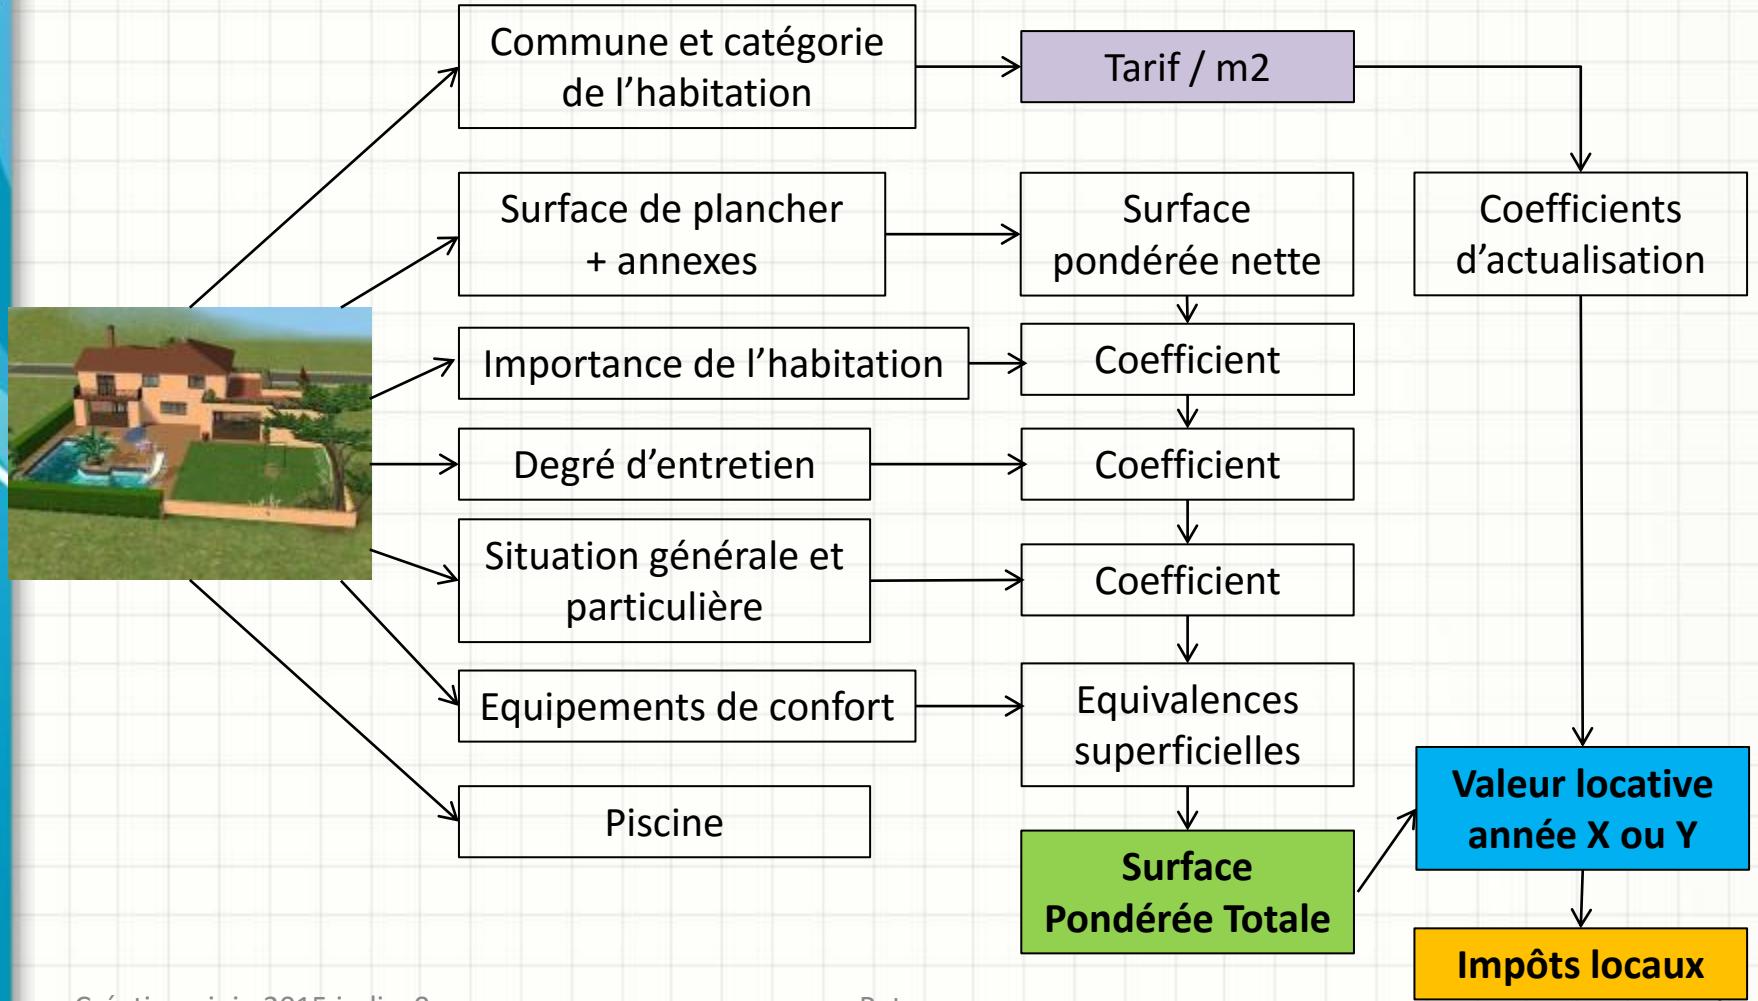 Commune et catégorie
de l'habitation
Tarif / m2
Surface de plancher
+ annexes
Surface
pondérée nette
Coefficients
d'actualisation
Importance de l'habitation
Coefficient
Degré d'entretien
Coefficient
Situation générale et
particulière
Coefficient
Equipements de confort
Equivalences
superficielles
Piscine
Valeur locative
année X ou Y
Surface
Pondérée Totale
Impôts locaux